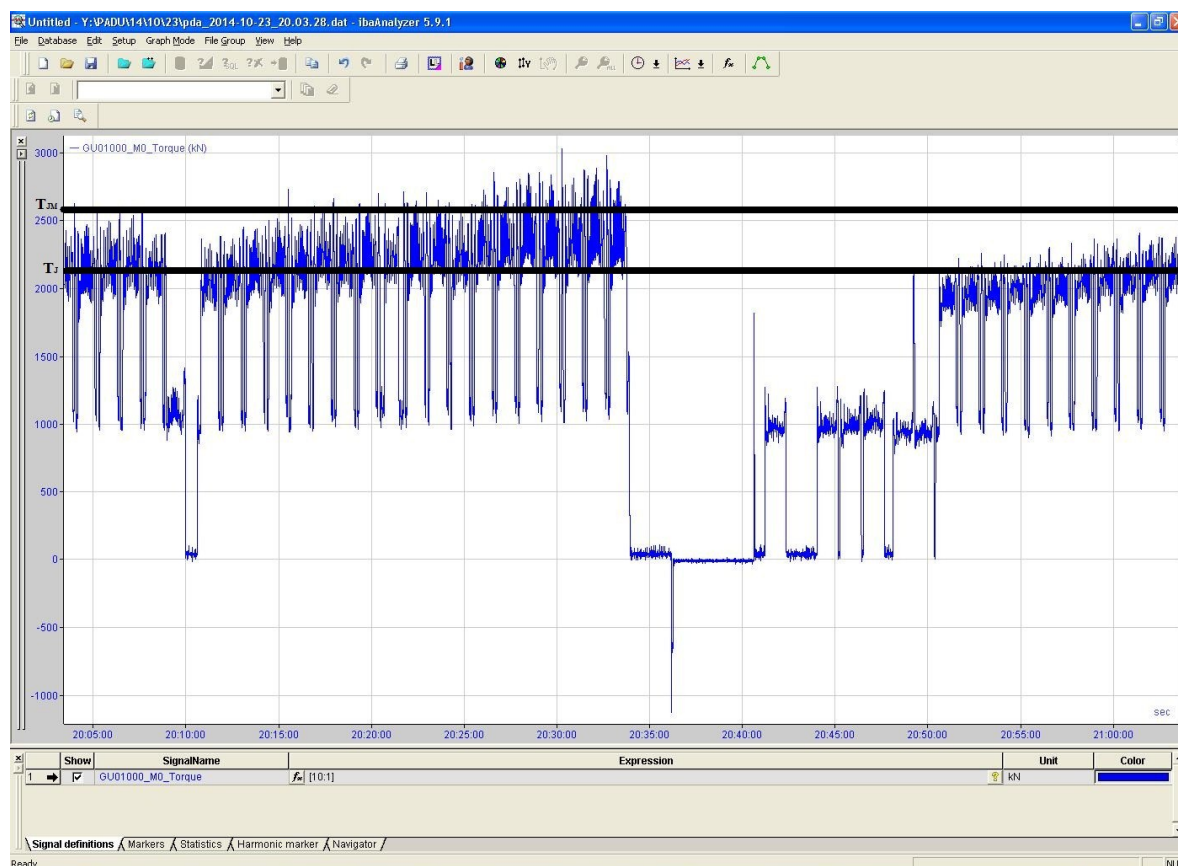 Untitled - Y:\PADU\14\10\23\pda_2014-10-23_20.03.28.dat - ibaAnalyzer 5.9.1
File Database Edit Setup Graph Mode File Group View Help
GU01000_M0_Torque (kN)
3000
TJM
2500
TJ
2000
1500
1000
500
0
-500
-1000
sec
20:05:00 20:10:00 20:15:00 20:20:00 20:25:00 20:30:00 20:35:00 20:40:00 20:45:00 20:50:00 20:55:00 21:00:00
Show SignalName Expression Unit Color
1 GU01000_M0_Torque [10:1] kN
Signal definitions Markers Statistics Harmonic marker Navigator
Ready